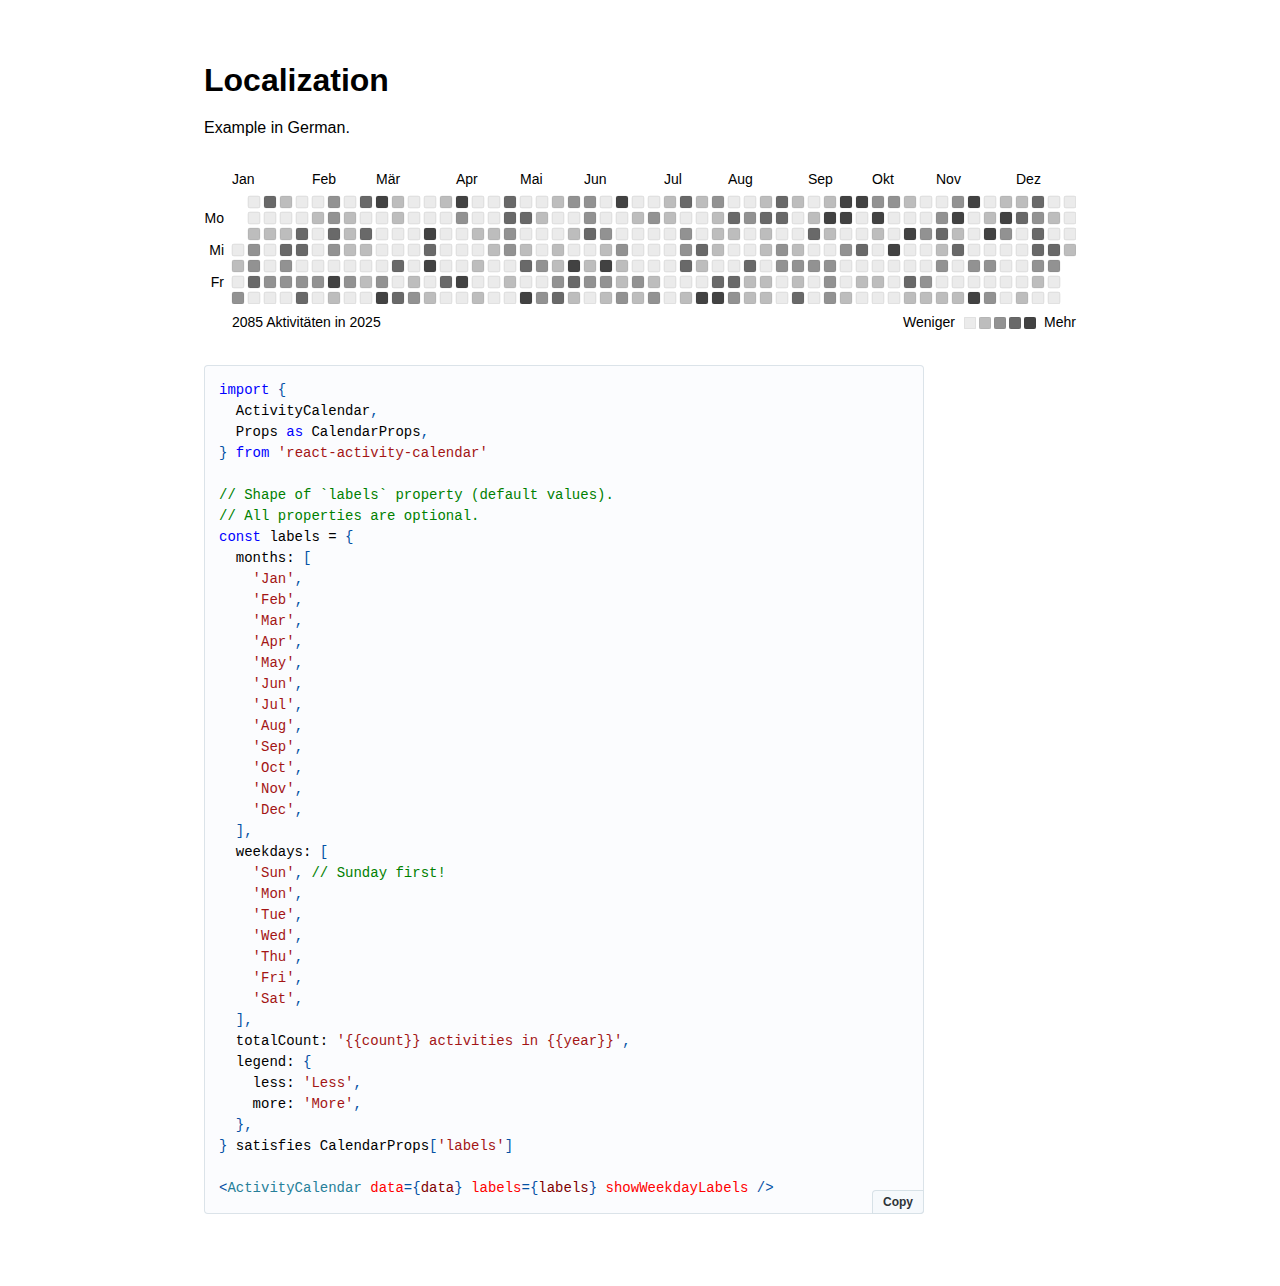 Localization
Example in German.
Jan Feb Mär Apr Mai Jun Jul Aug Sep Okt Nov Dez
Mo
Mi
Fr
2085 Aktivitäten in 2025 Weniger Mehr
import {
  ActivityCalendar,
  Props as CalendarProps,
} from 'react-activity-calendar'
// Shape of `labels` property (default values).
// All properties are optional.
const labels = {
  months: [
    'Jan',
    'Feb',
    'Mar',
    'Apr',
    'May',
    'Jun',
    'Jul',
    'Aug',
    'Sep',
    'Oct',
    'Nov',
    'Dec',
  ],
  weekdays: [
    'Sun', // Sunday first!
    'Mon',
    'Tue',
    'Wed',
    'Thu',
    'Fri',
    'Sat',
  ],
  totalCount: '{{count}} activities in {{year}}',
  legend: {
    less: 'Less',
    more: 'More',
  },
} satisfies CalendarProps['labels']
<ActivityCalendar data={data} labels={labels} showWeekdayLabels />
Copy